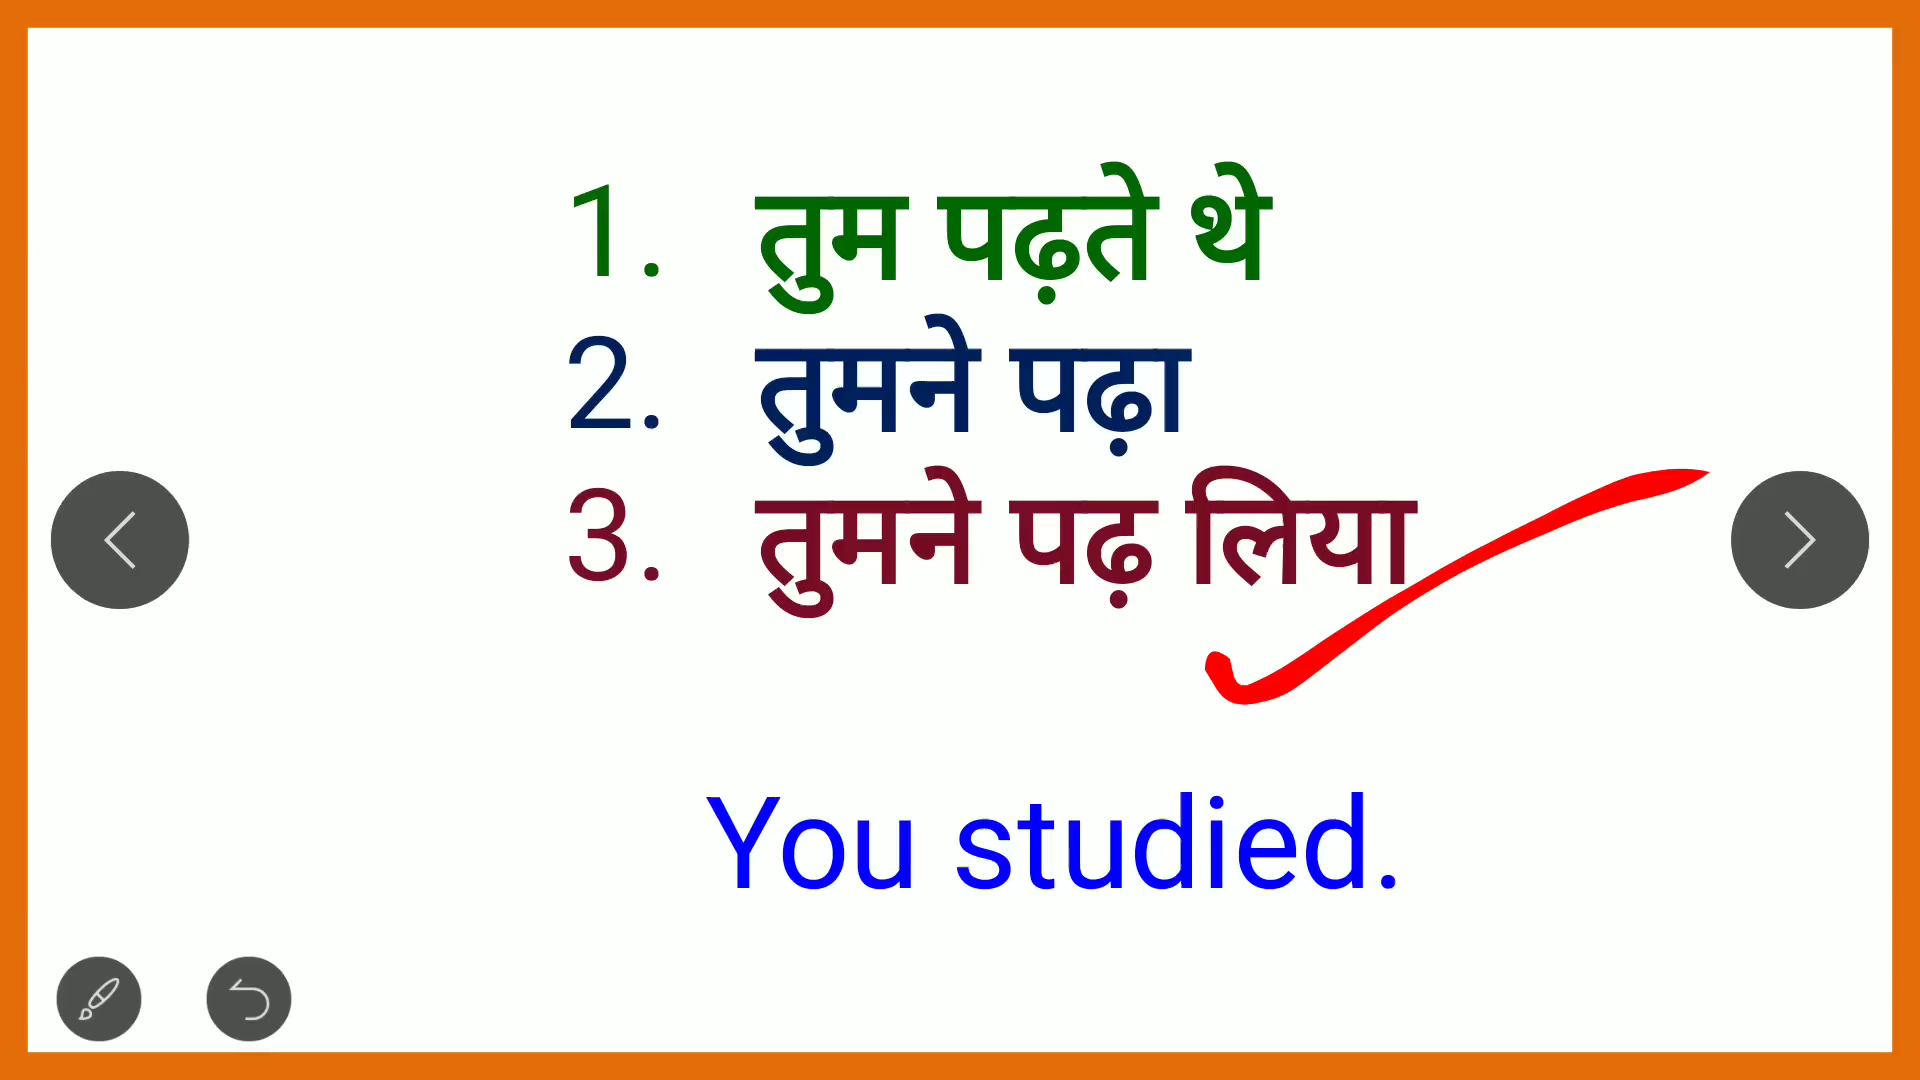 1. तुम पढ़ते थे
2. तुमने पढ़ा
3. तुमने पढ़ लिया
You studied.